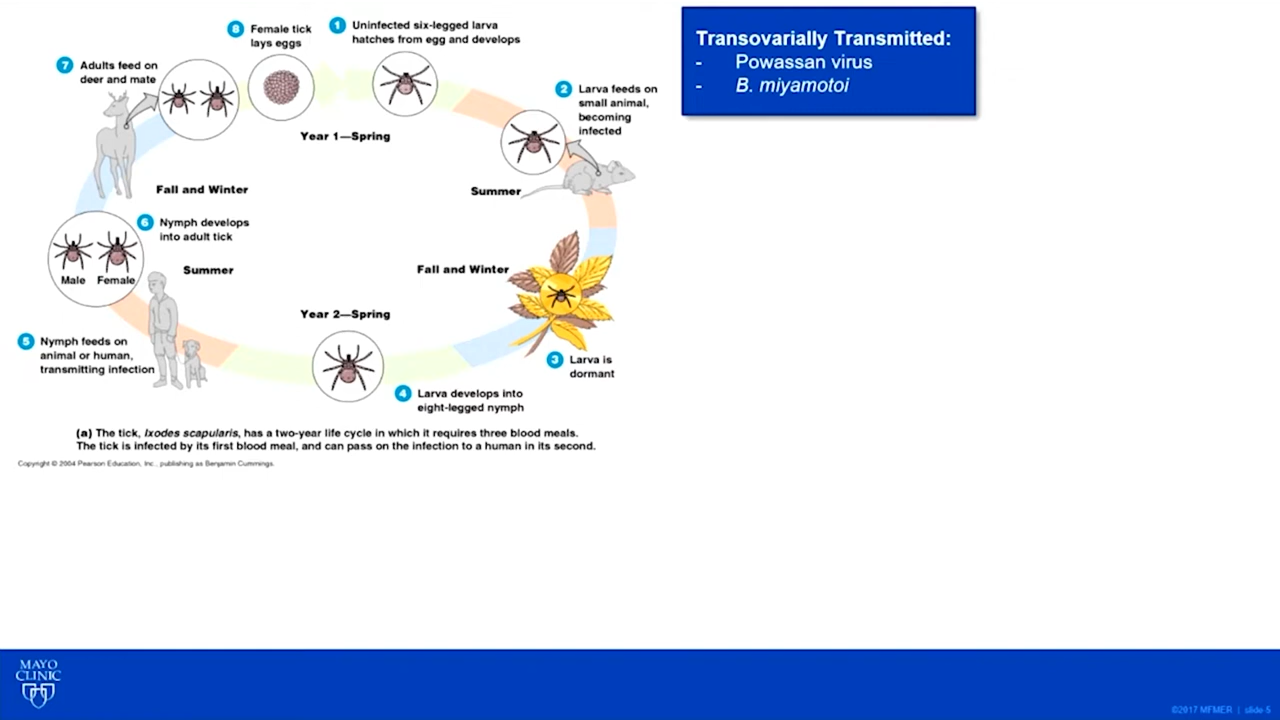 8 Female tick
lays eggs
1 Uninfected six-legged larva
hatches from egg and develops
7 Adults feed on
deer and mate
2 Larva feeds on
small animal,
becoming
infected
Year 1—Spring
Fall and Winter
Summer
6 Nymph develops
into adult tick
Male Female
Summer
Fall and Winter
Year 2—Spring
5 Nymph feeds on
animal or human,
transmitting infection
3 Larva is
dormant
4 Larva develops into
eight-legged nymph
(a) The tick, Ixodes scapularis, has a two-year life cycle in which it requires three blood meals.
The tick is infected by its first blood meal, and can pass on the infection to a human in its second.
Copyright © 2004 Pearson Education, Inc., publishing as Benjamin Cummings.
Transovarially Transmitted:
- Powassan virus
- B. miyamotoi
MAYO
CLINIC
©2017 MFMER | slide-5